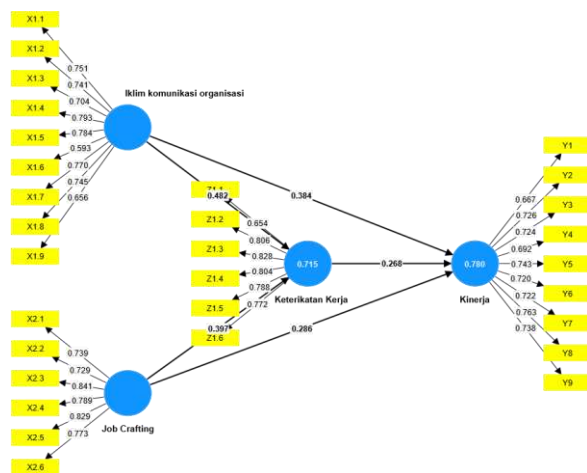 X1.1
X1.2
X1.3
X1.4
X1.5
X1.6
X1.7
X1.8
X1.9
0.751
0.741
0.704
0.793
0.784
0.593
0.770
0.745
0.656
Iklim komunikasi organisasi
X2.1
X2.2
X2.3
X2.4
X2.5
X2.6
0.739
0.729
0.841
0.789
0.829
0.773
Job Crafting
0.482
0.384
0.397
0.286
0.268
Z1.1
Z1.2
Z1.3
Z1.4
Z1.5
Z1.6
0.654
0.806
0.828
0.804
0.788
0.772
0.715
Keterikatan Kerja
0.780
Kinerja
0.667
0.726
0.724
0.692
0.743
0.720
0.722
0.763
0.738
Y1
Y2
Y3
Y4
Y5
Y6
Y7
Y8
Y9